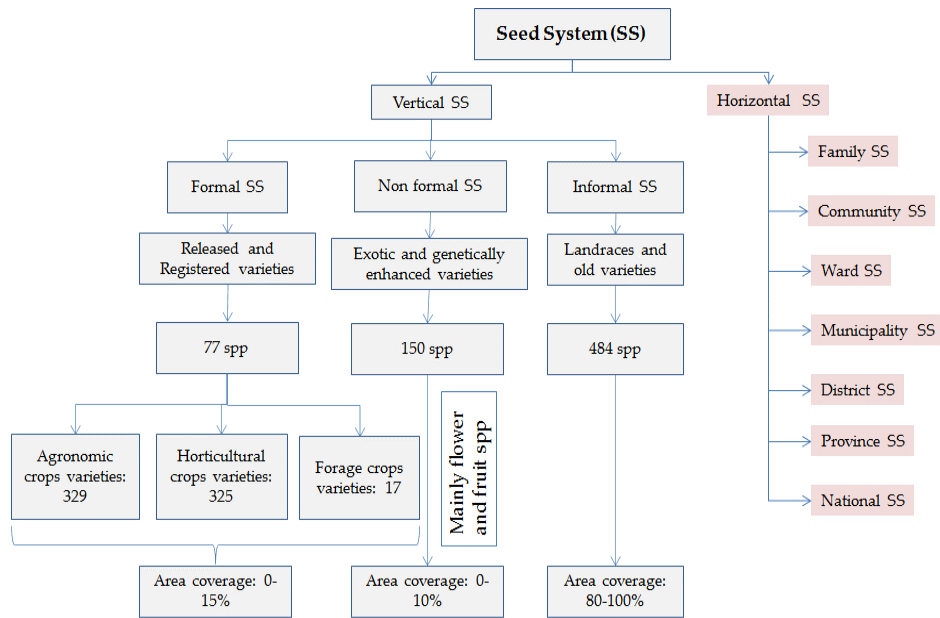 Seed System (SS)
Vertical SS
Horizontal SS
Formal SS
Non formal SS
Informal SS
Released and
Registered varieties
Exotic and genetically
enhanced varieties
Landraces and
old varieties
77 spp
150 spp
484 spp
Agronomic
crops varieties:
329
Horticultural
crops varieties:
325
Forage crops
varieties: 17
Mainly flower
and fruit spp
Area coverage: 0-
15%
Area coverage: 0-
10%
Area coverage:
80-100%
Family SS
Community SS
Ward SS
Municipality SS
District SS
Province SS
National SS